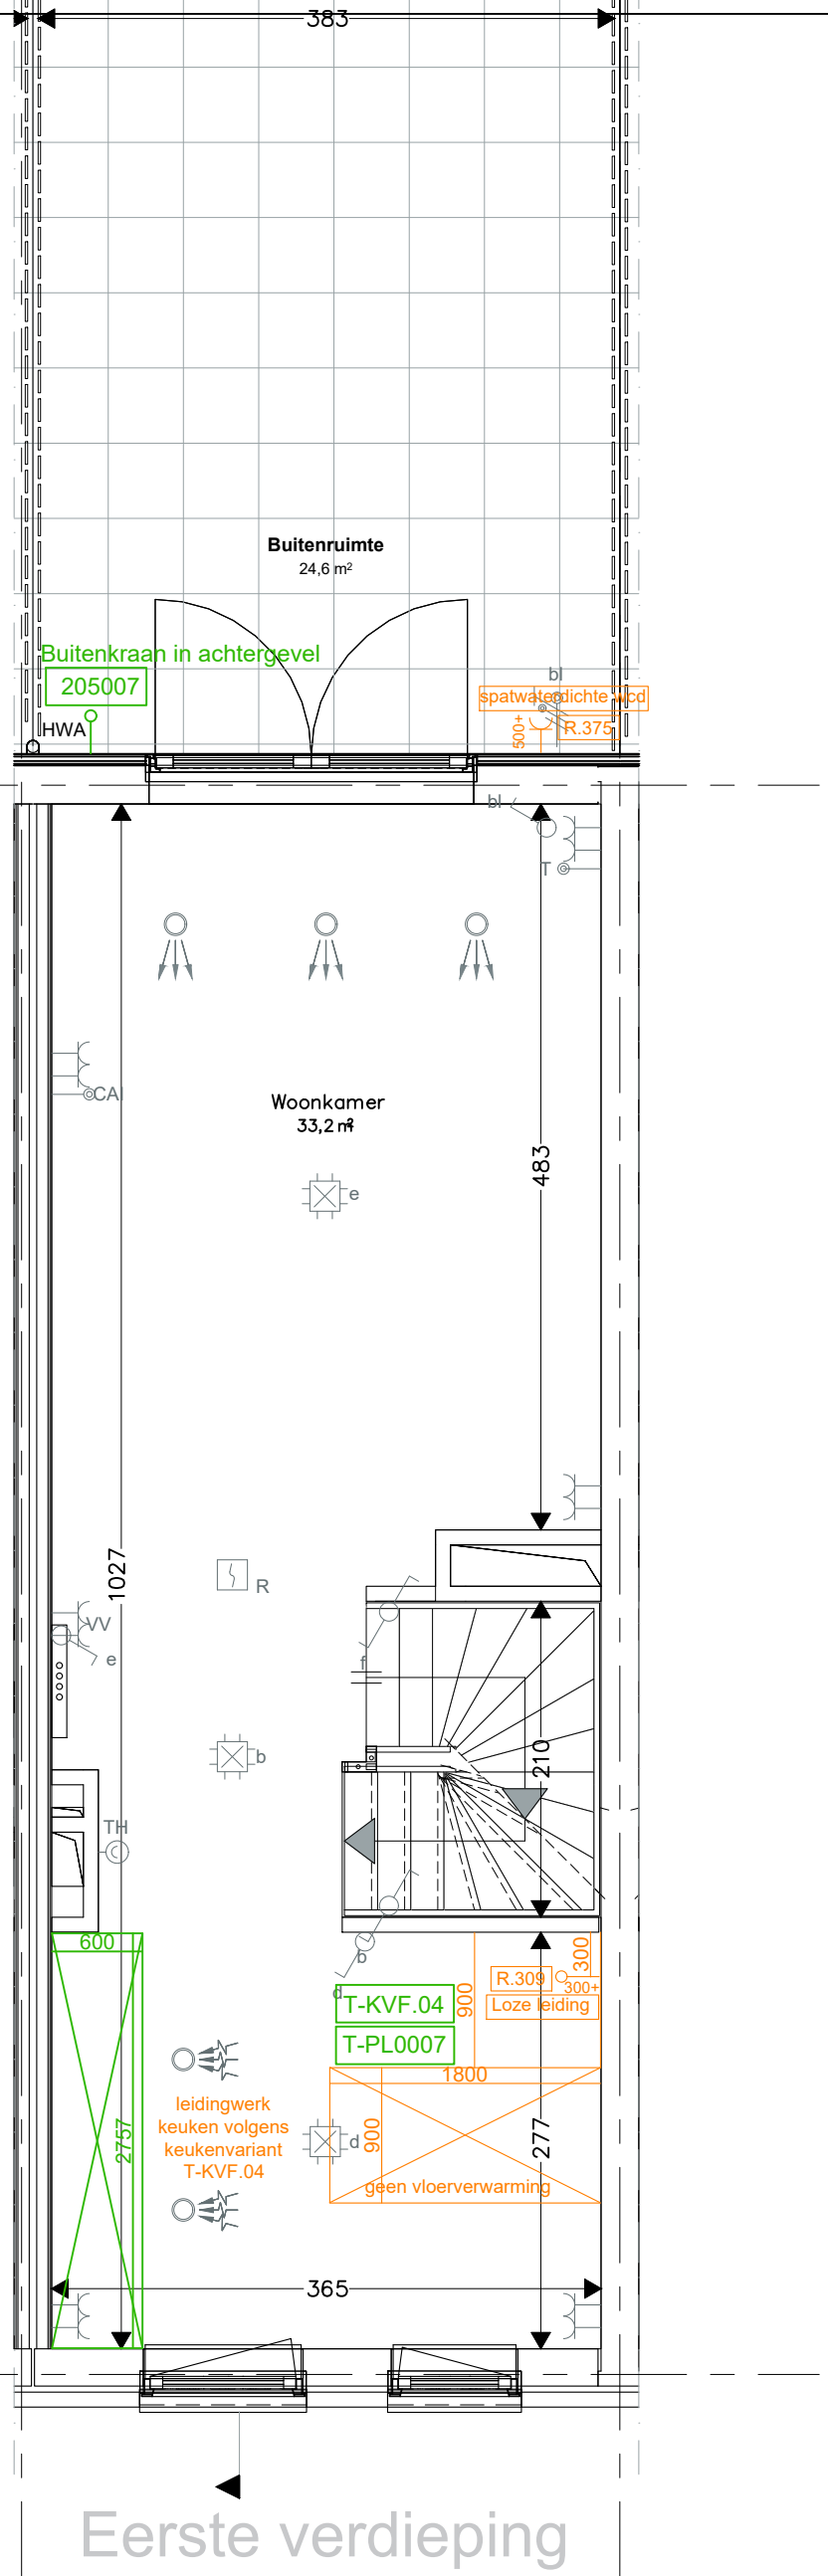 383
Buitenruimte
24,6 m²
Buitenkraan in achtergevel
205007
HWA
bl
spatwaterdichte wcd
R.375
500+
bl
T
CAI
Woonkamer
33,2 m²
483
e
1027
R
VV
e
f
b
210
TH
600
b
d
T-KVF.04
T-PL0007
900
R.309
300
300+
Loze leiding
1800
leidingwerk
keuken volgens
keukenvariant
T-KVF.04
2757
d
900
277
geen vloerverwarming
365
Eerste verdieping